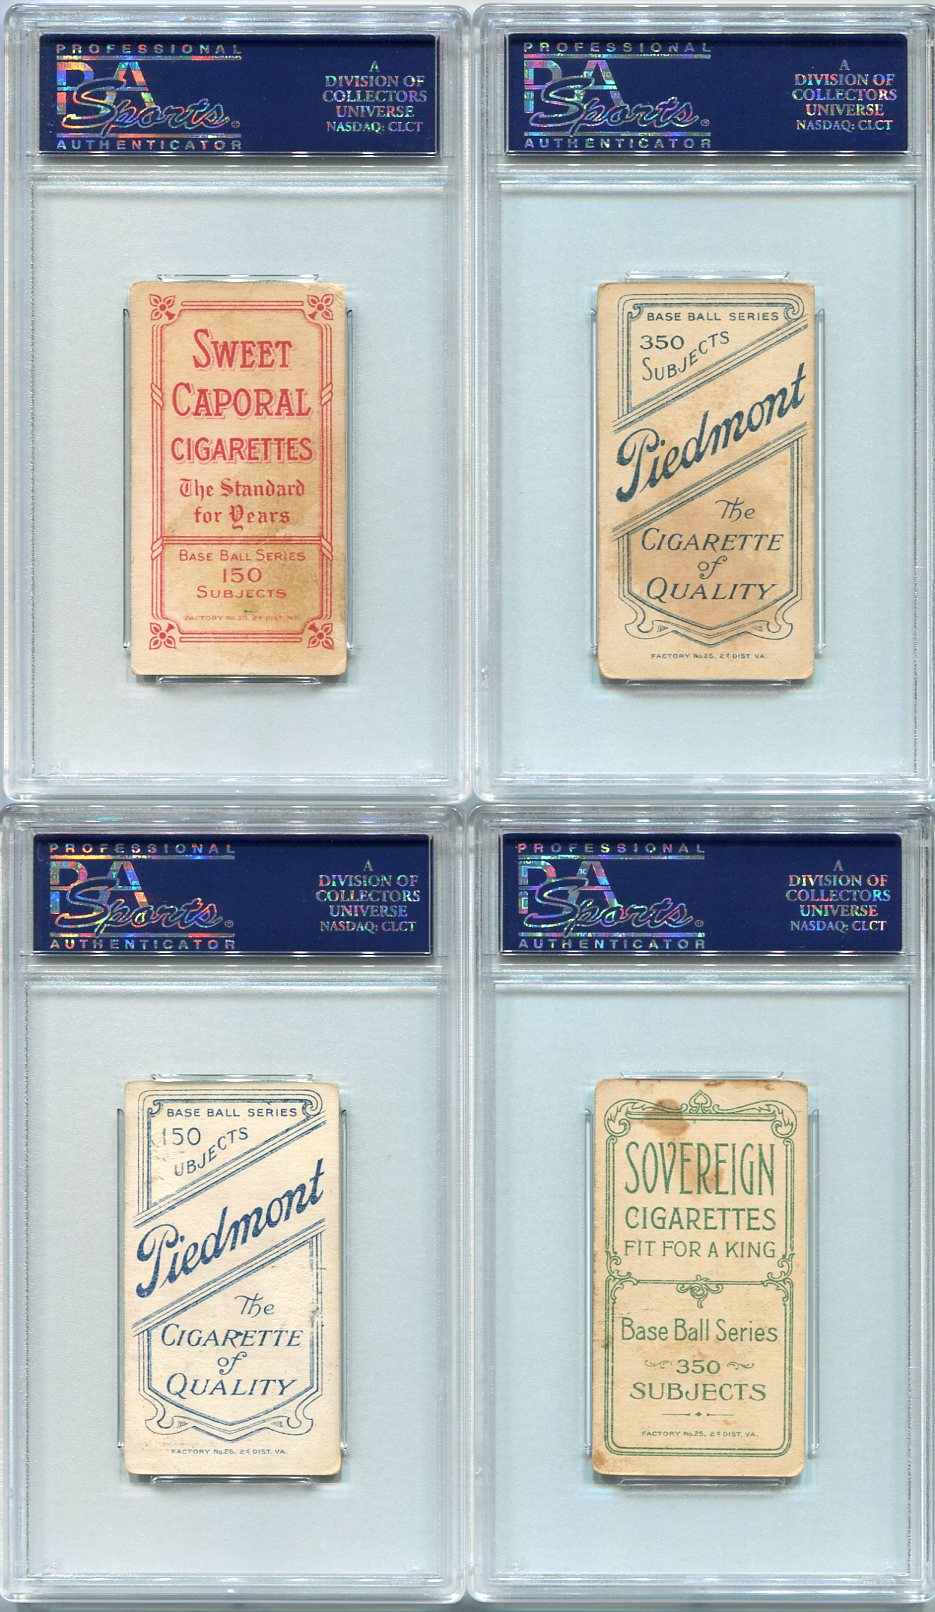 PROFESSIONAL
PSA
Sports.
AUTHENTICATOR
A
DIVISION OF
COLLECTORS
UNIVERSE
NASDAQ: CLCT
SWEET
CAPORAL
CIGARETTES
The Standard
for Years
BASE BALL SERIES
150
SUBJECTS
FACTORY No. 30, 2d DIST. N.Y.
PROFESSIONAL
PSA
Sports.
AUTHENTICATOR
A
DIVISION OF
COLLECTORS
UNIVERSE
NASDAQ: CLCT
BASE BALL SERIES
350
SUBJECTS
Piedmont
The
CIGARETTE
of
QUALITY
FACTORY No. 25, 2d DIST. VA.
PROFESSIONAL
PSA
Sports.
AUTHENTICATOR
A
DIVISION OF
COLLECTORS
UNIVERSE
NASDAQ: CLCT
BASE BALL SERIES
150
UBJECTS
Piedmont
The
CIGARETTE
of
QUALITY
FACTORY No. 25, 2d DIST. VA.
PROFESSIONAL
PSA
Sports.
AUTHENTICATOR
A
DIVISION OF
COLLECTORS
UNIVERSE
NASDAQ: CLCT
SOVEREIGN
CIGARETTES
FIT FOR A KING
Base Ball Series
350
SUBJECTS
FACTORY No. 25, 2d DIST. VA.